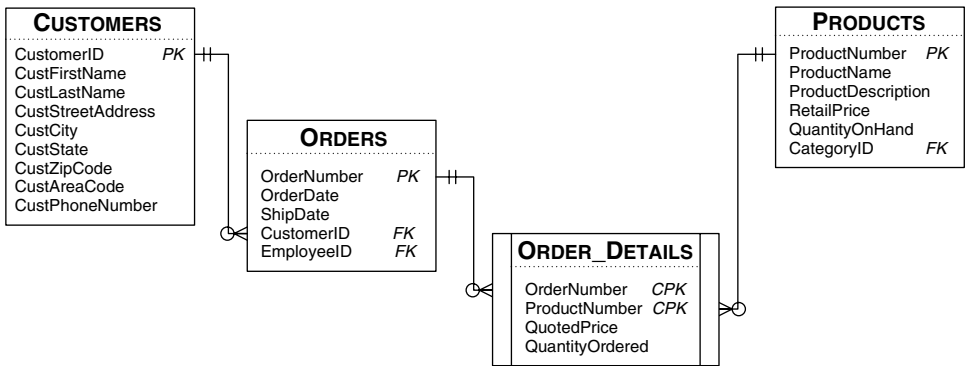 CUSTOMERS
CustomerID PK
CustFirstName
CustLastName
CustStreetAddress
CustCity
CustState
CustZipCode
CustAreaCode
CustPhoneNumber
ORDERS
OrderNumber PK
OrderDate
ShipDate
CustomerID FK
EmployeeID FK
ORDER_DETAILS
OrderNumber CPK
ProductNumber CPK
QuotedPrice
QuantityOrdered
PRODUCTS
ProductNumber PK
ProductName
ProductDescription
RetailPrice
QuantityOnHand
CategoryID FK